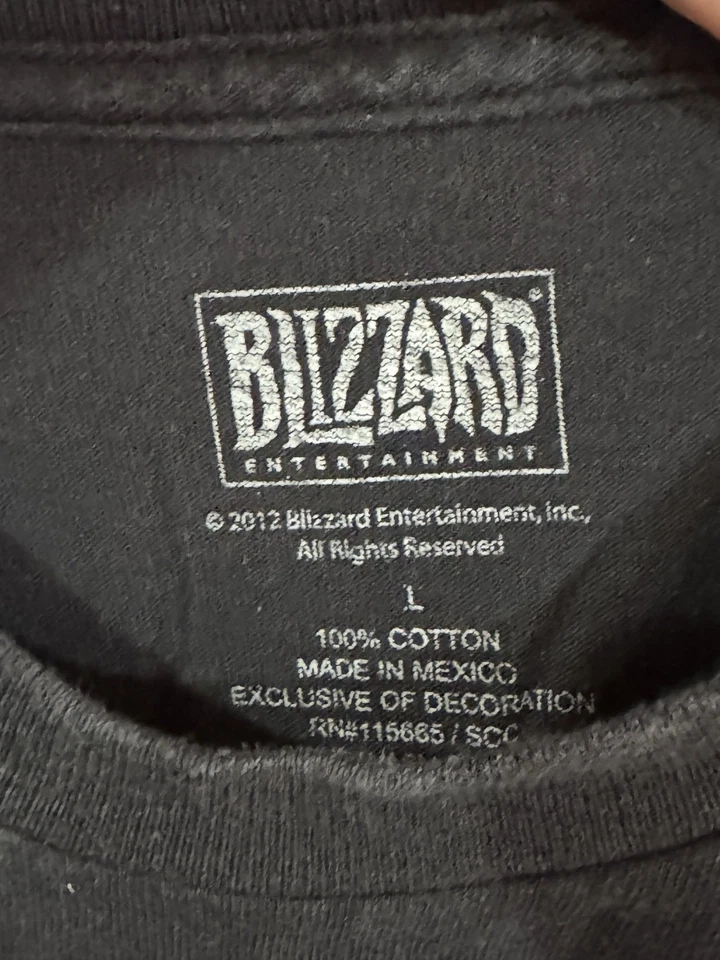 BLIZZARD®
ENTERTAINMENT
© 2012 Blizzard Entertainment, Inc.,
All Rights Reserved
L
100% COTTON
MADE IN MEXICO
EXCLUSIVE OF DECORATION
RN#115665 / SCC